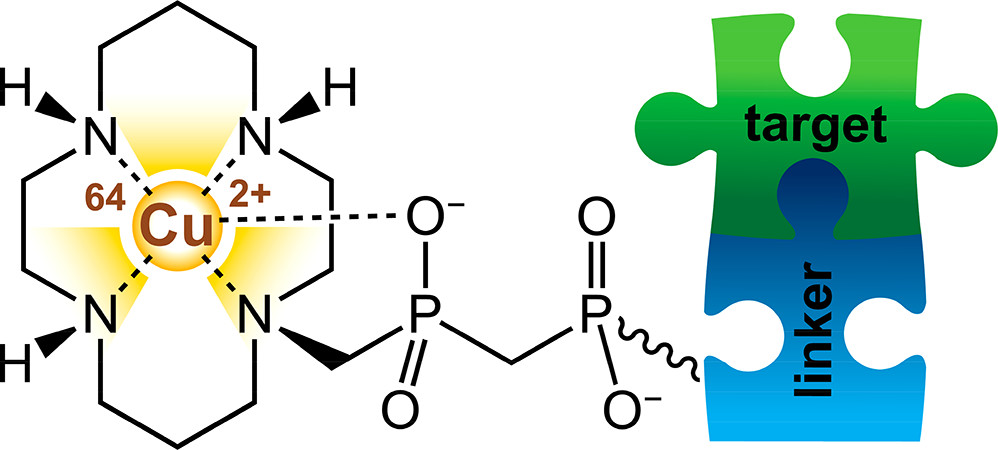 H H
N N
64 2+
Cu
O⁻ O
N N P P
H
O O⁻
target
linker